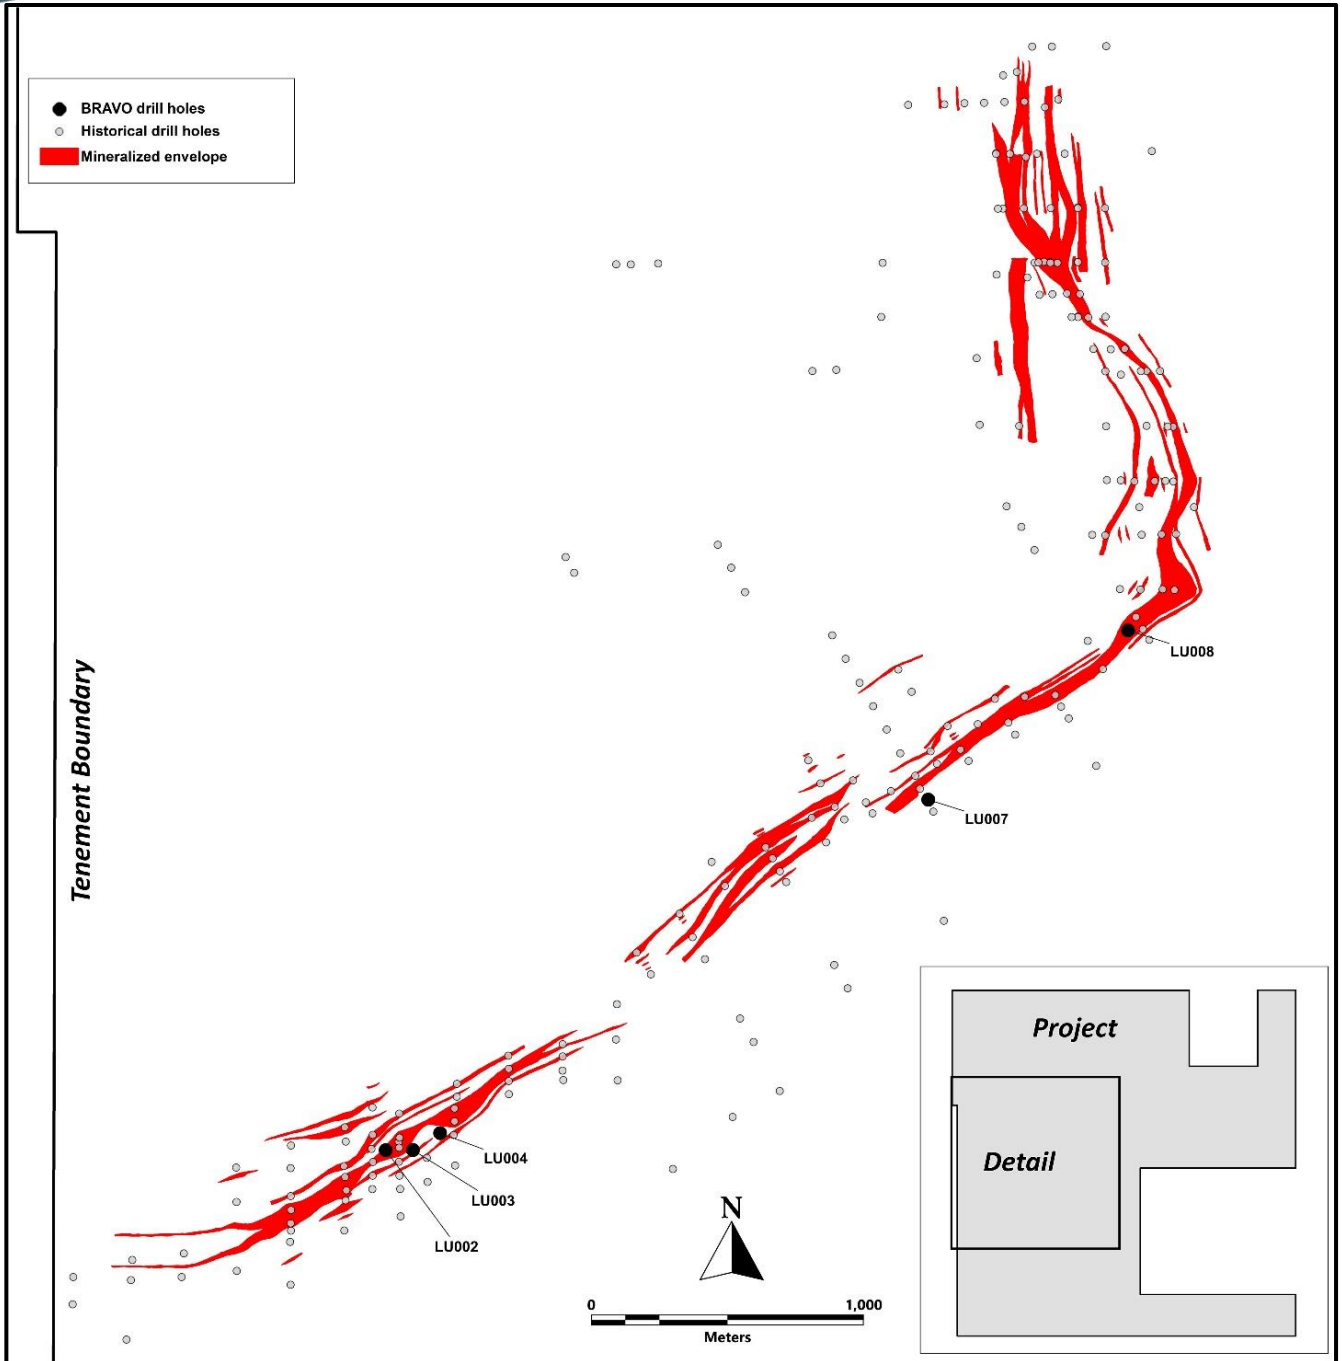 BRAVO drill holes
Historical drill holes
Mineralized envelope
LU008
Tenement Boundary
LU007
Project
Detail
LU004
LU003
LU002
N
0 1,000
Meters